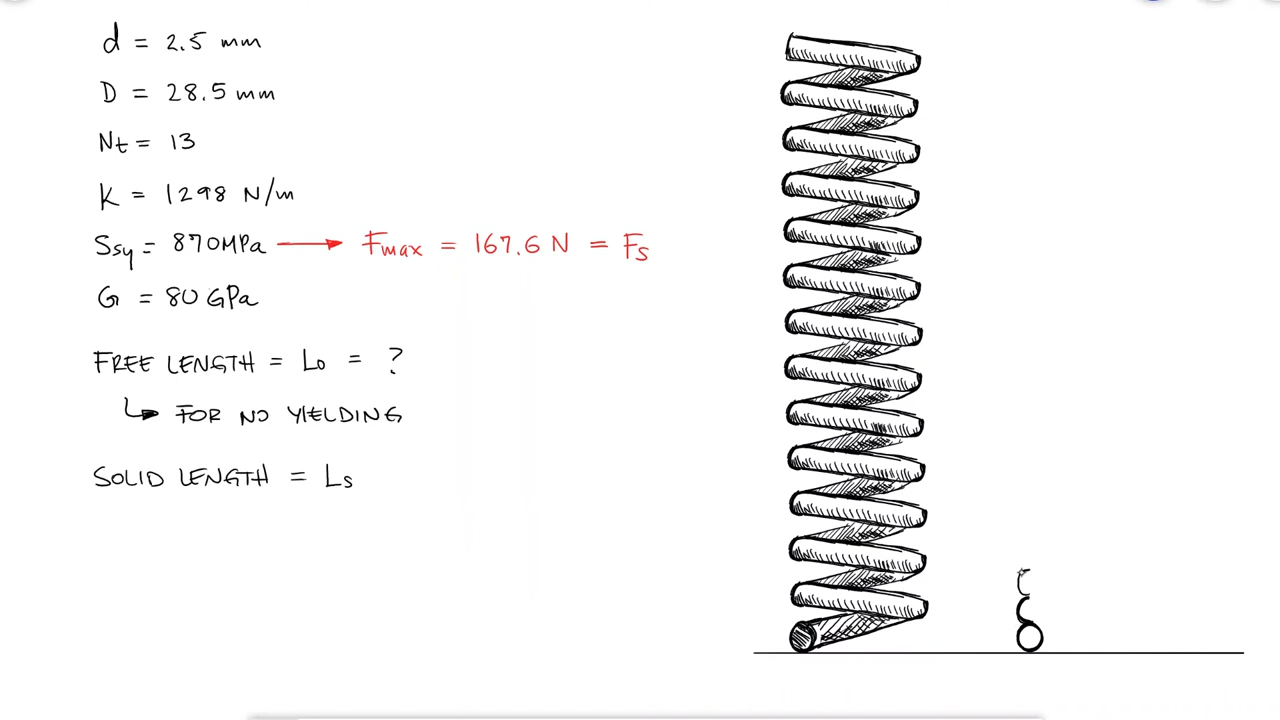 d = 2.5 mm
D = 28.5 mm
Nt = 13
K = 1298 N/m
Ssy = 870MPa → Fmax = 167.6 N = Fs
G = 80 GPa
FREE LENGTH = Lo = ?
↳ FOR NO YIELDING
SOLID LENGTH = Ls